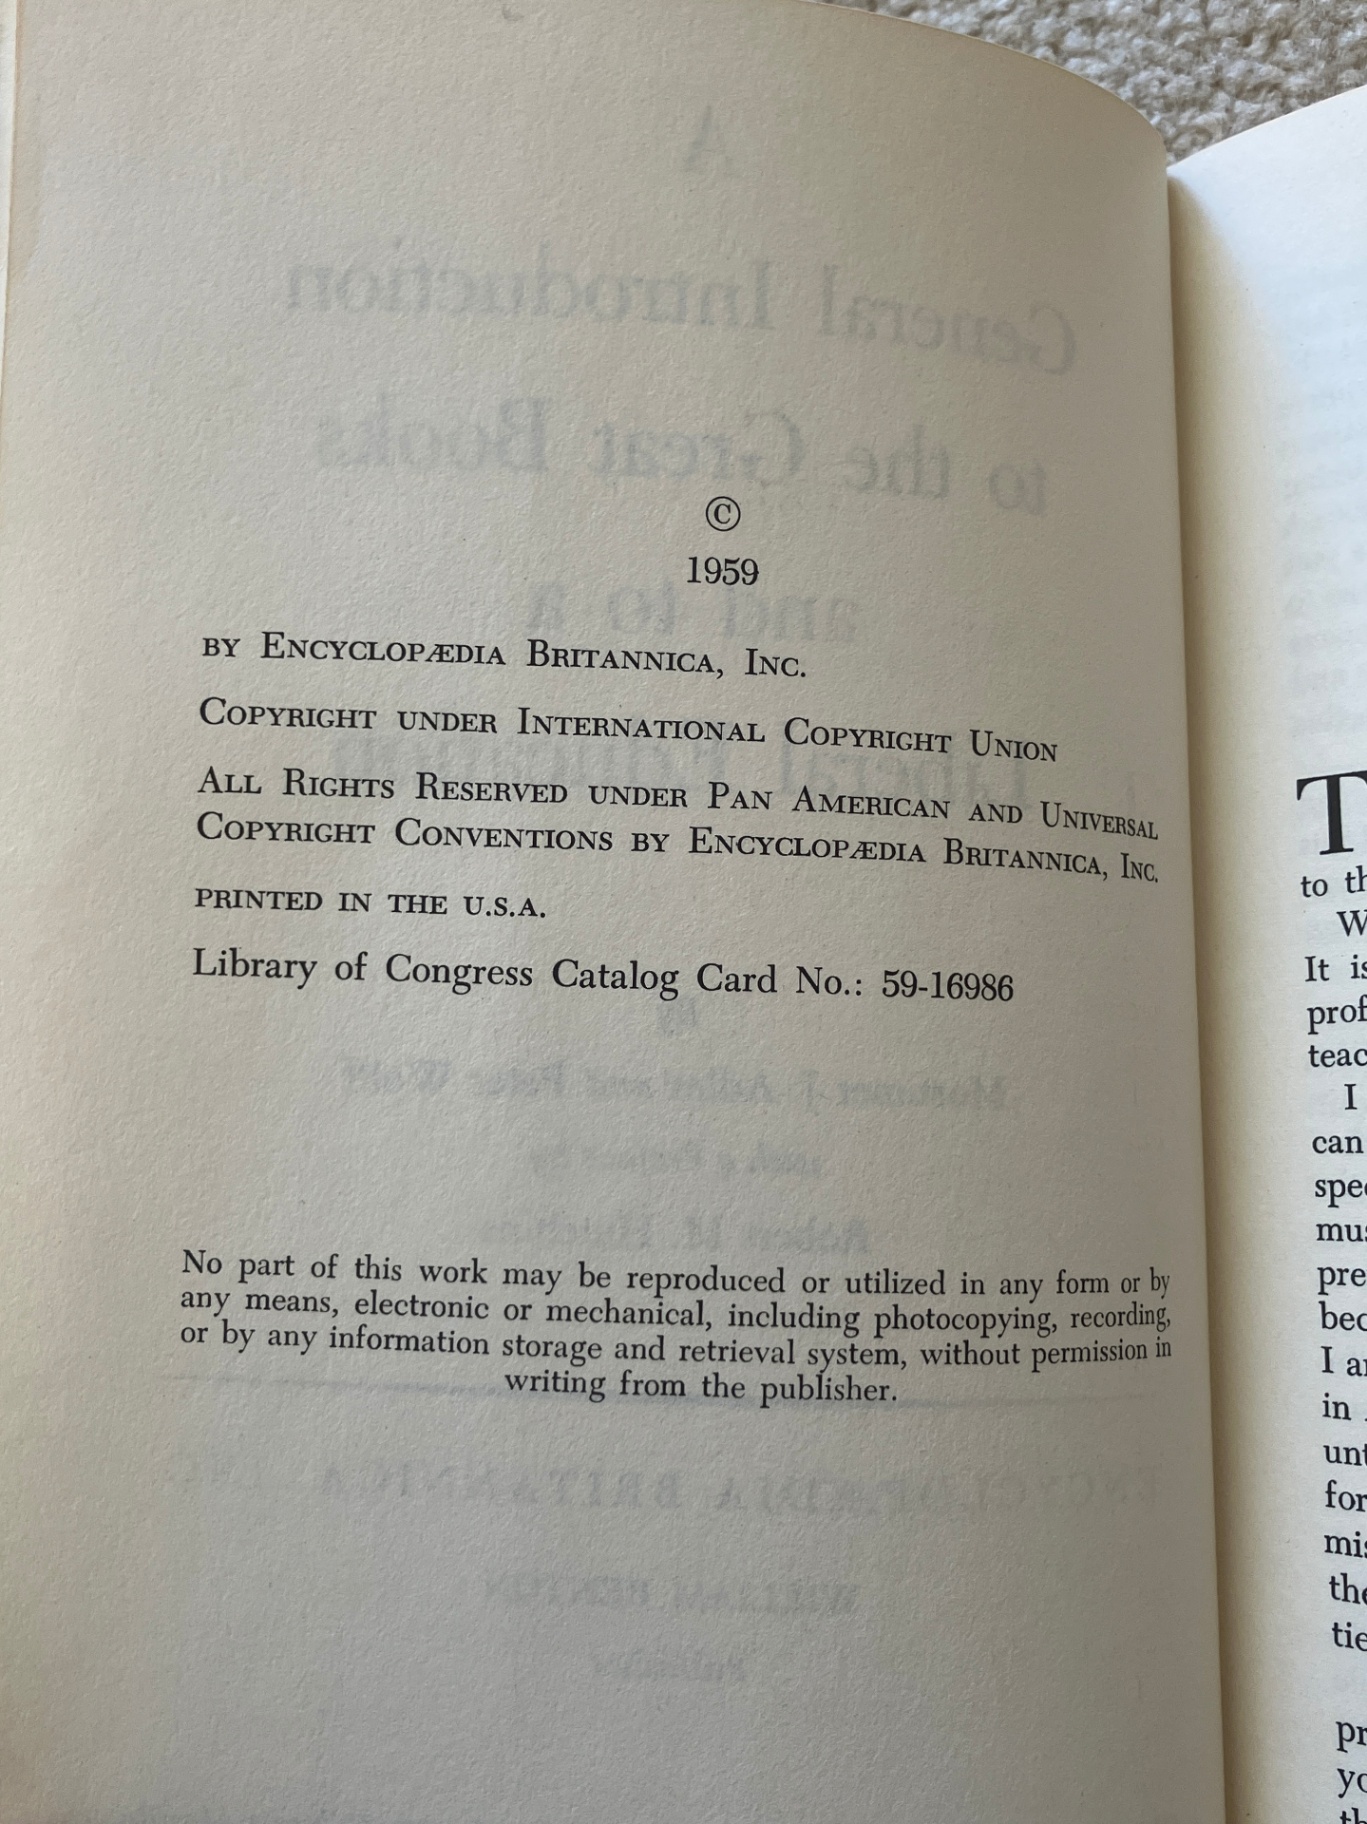 ©
1959
BY ENCYCLOPÆDIA BRITANNICA, INC.
COPYRIGHT UNDER INTERNATIONAL COPYRIGHT UNION
ALL RIGHTS RESERVED UNDER PAN AMERICAN AND UNIVERSAL
COPYRIGHT CONVENTIONS BY ENCYCLOPÆDIA BRITANNICA, INC.
PRINTED IN THE U.S.A.
Library of Congress Catalog Card No.: 59-16986
No part of this work may be reproduced or utilized in any form or by
any means, electronic or mechanical, including photocopying, recording,
or by any information storage and retrieval system, without permission in
writing from the publisher.
T
to th
W
It is
prof
teac
I
can
spe
mus
pre
bec
I a
in
unt
for
mis
the
tie
pr
yo
th